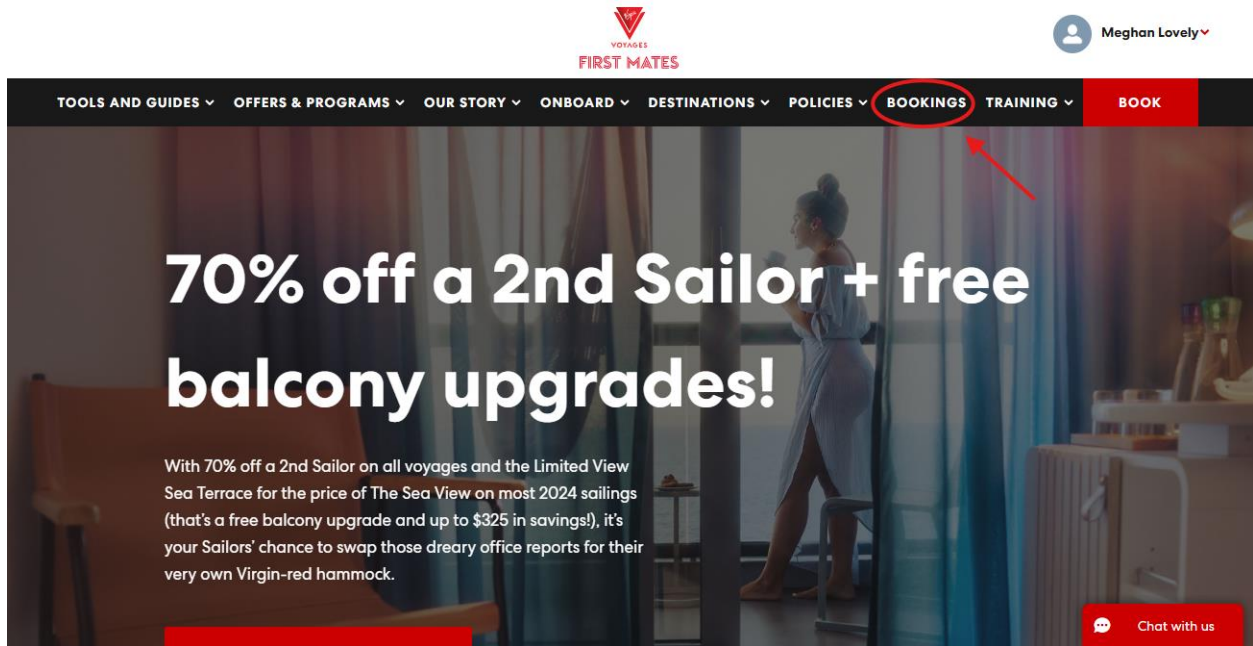 Virgin
VOYAGES
FIRST MATES
Meghan Lovely
TOOLS AND GUIDES OFFERS & PROGRAMS OUR STORY ONBOARD DESTINATIONS POLICIES BOOKINGS TRAINING BOOK
70% off a 2nd Sailor + free
balcony upgrades!
With 70% off a 2nd Sailor on all voyages and the Limited View
Sea Terrace for the price of The Sea View on most 2024 sailings
(that's a free balcony upgrade and up to $325 in savings!), it's
your Sailors' chance to swap those dreary office reports for their
very own Virgin-red hammock.
Chat with us